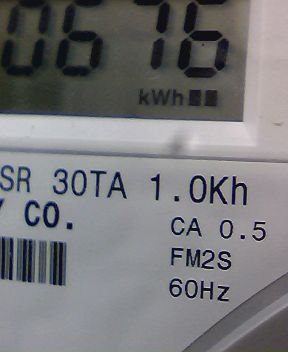 0676
kWh
SR 30TA 1.0Kh
Y CO.
CA 0.5
FM2S
60Hz